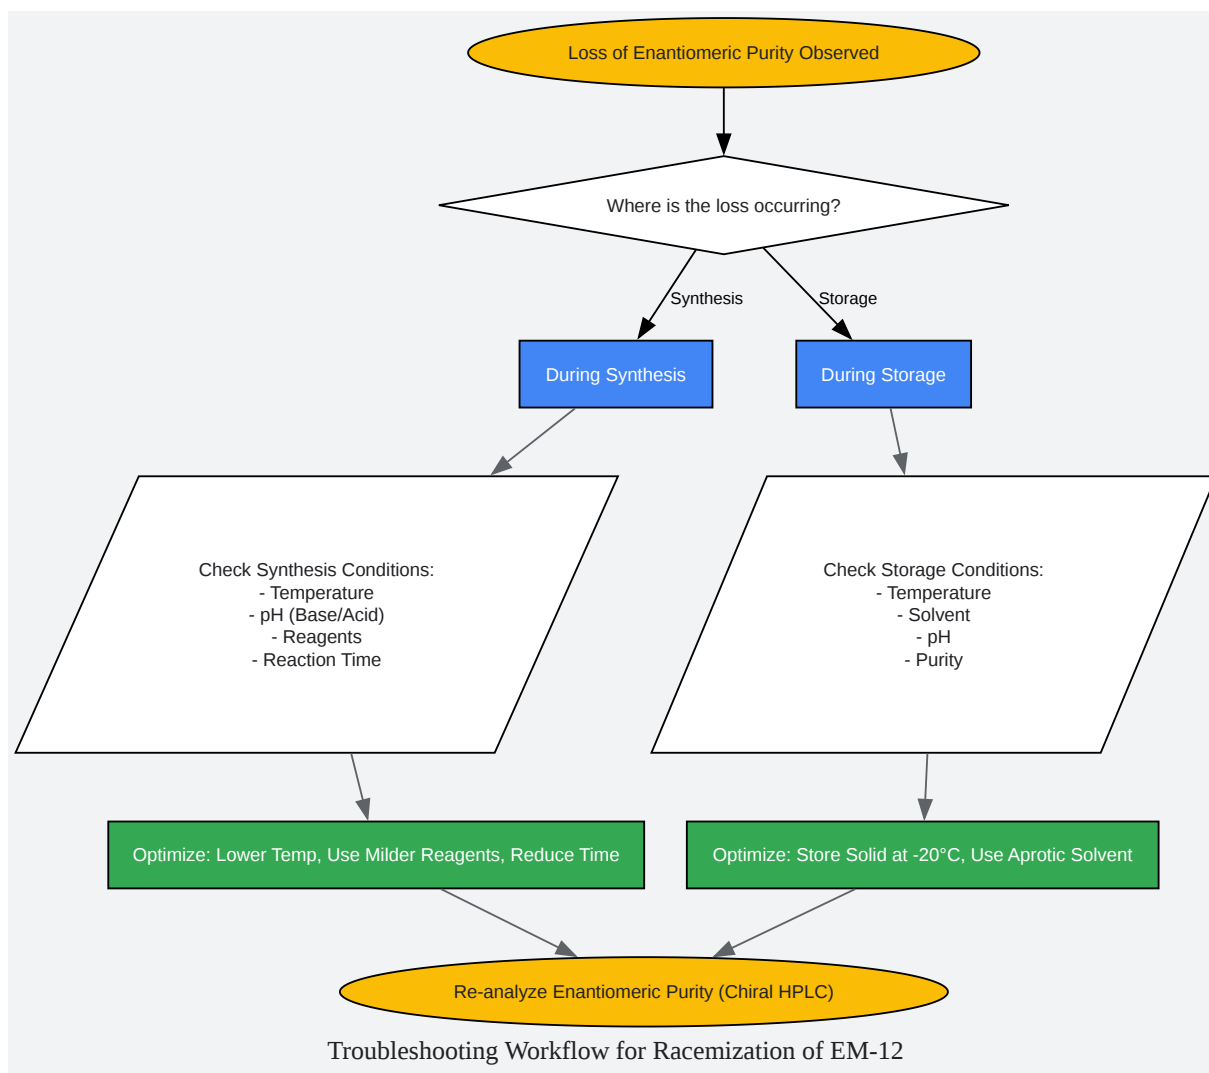 Loss of Enantiomeric Purity Observed
Where is the loss occurring?
Synthesis
Storage
During Synthesis
During Storage
Check Synthesis Conditions:
- Temperature
- pH (Base/Acid)
- Reagents
- Reaction Time
Check Storage Conditions:
- Temperature
- Solvent
- pH
- Purity
Optimize: Lower Temp, Use Milder Reagents, Reduce Time
Optimize: Store Solid at -20°C, Use Aprotic Solvent
Re-analyze Enantiomeric Purity (Chiral HPLC)
Troubleshooting Workflow for Racemization of EM-12